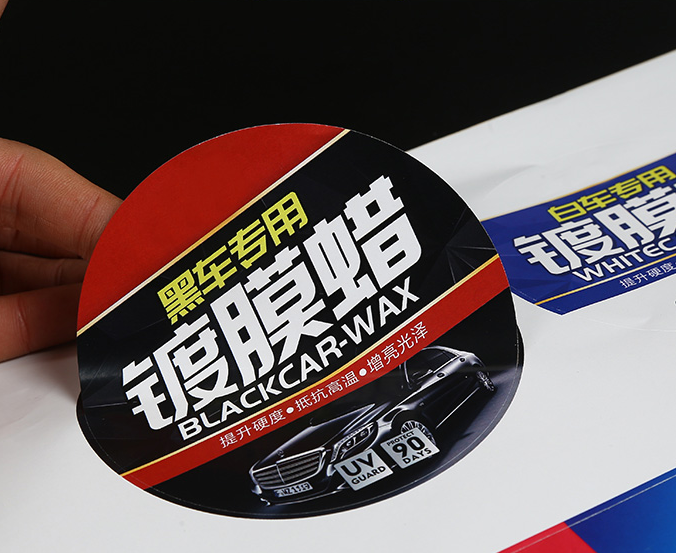 黑车专用
镀膜蜡
BLACKCAR-WAX
提升硬度•抵抗高温•增亮光泽
UV
GUARD
PROTECT
90
DAYS
白车专用
镀膜
WHITEC
提升硬度